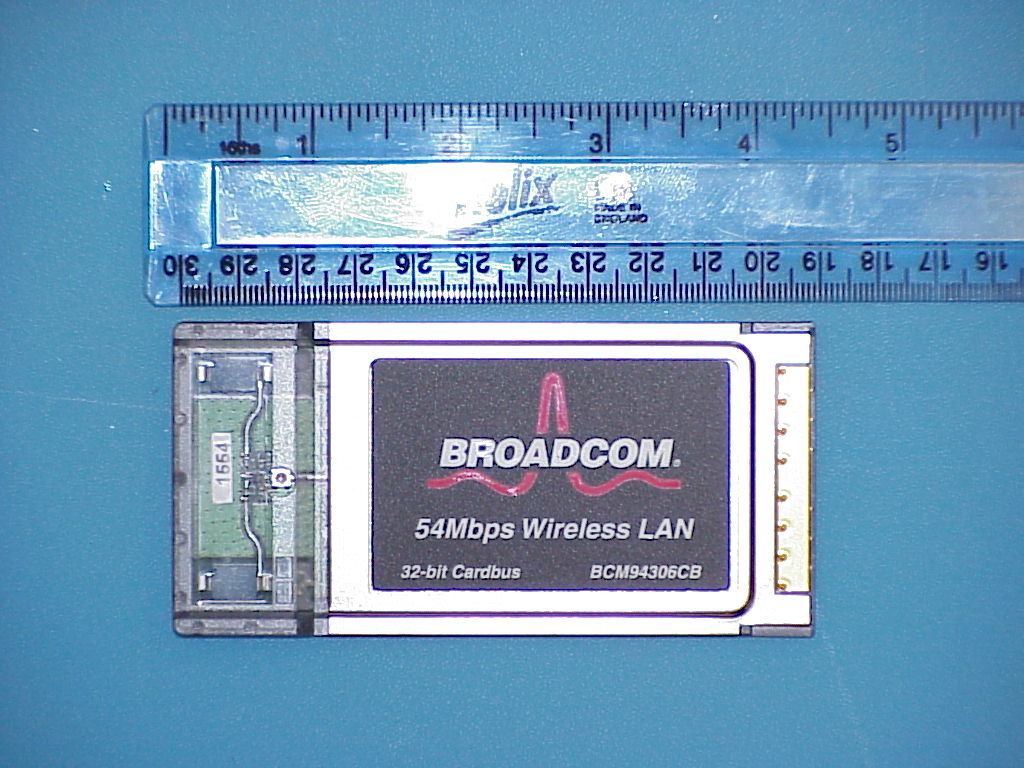 16ths 1 3 4 5
MADE IN
ENGLAND
30 29 28 27 26 25 24 23 22 21 20 19 18 17 16
1554
BROADCOM.
54Mbps Wireless LAN
32-bit Cardbus BCM94306CB